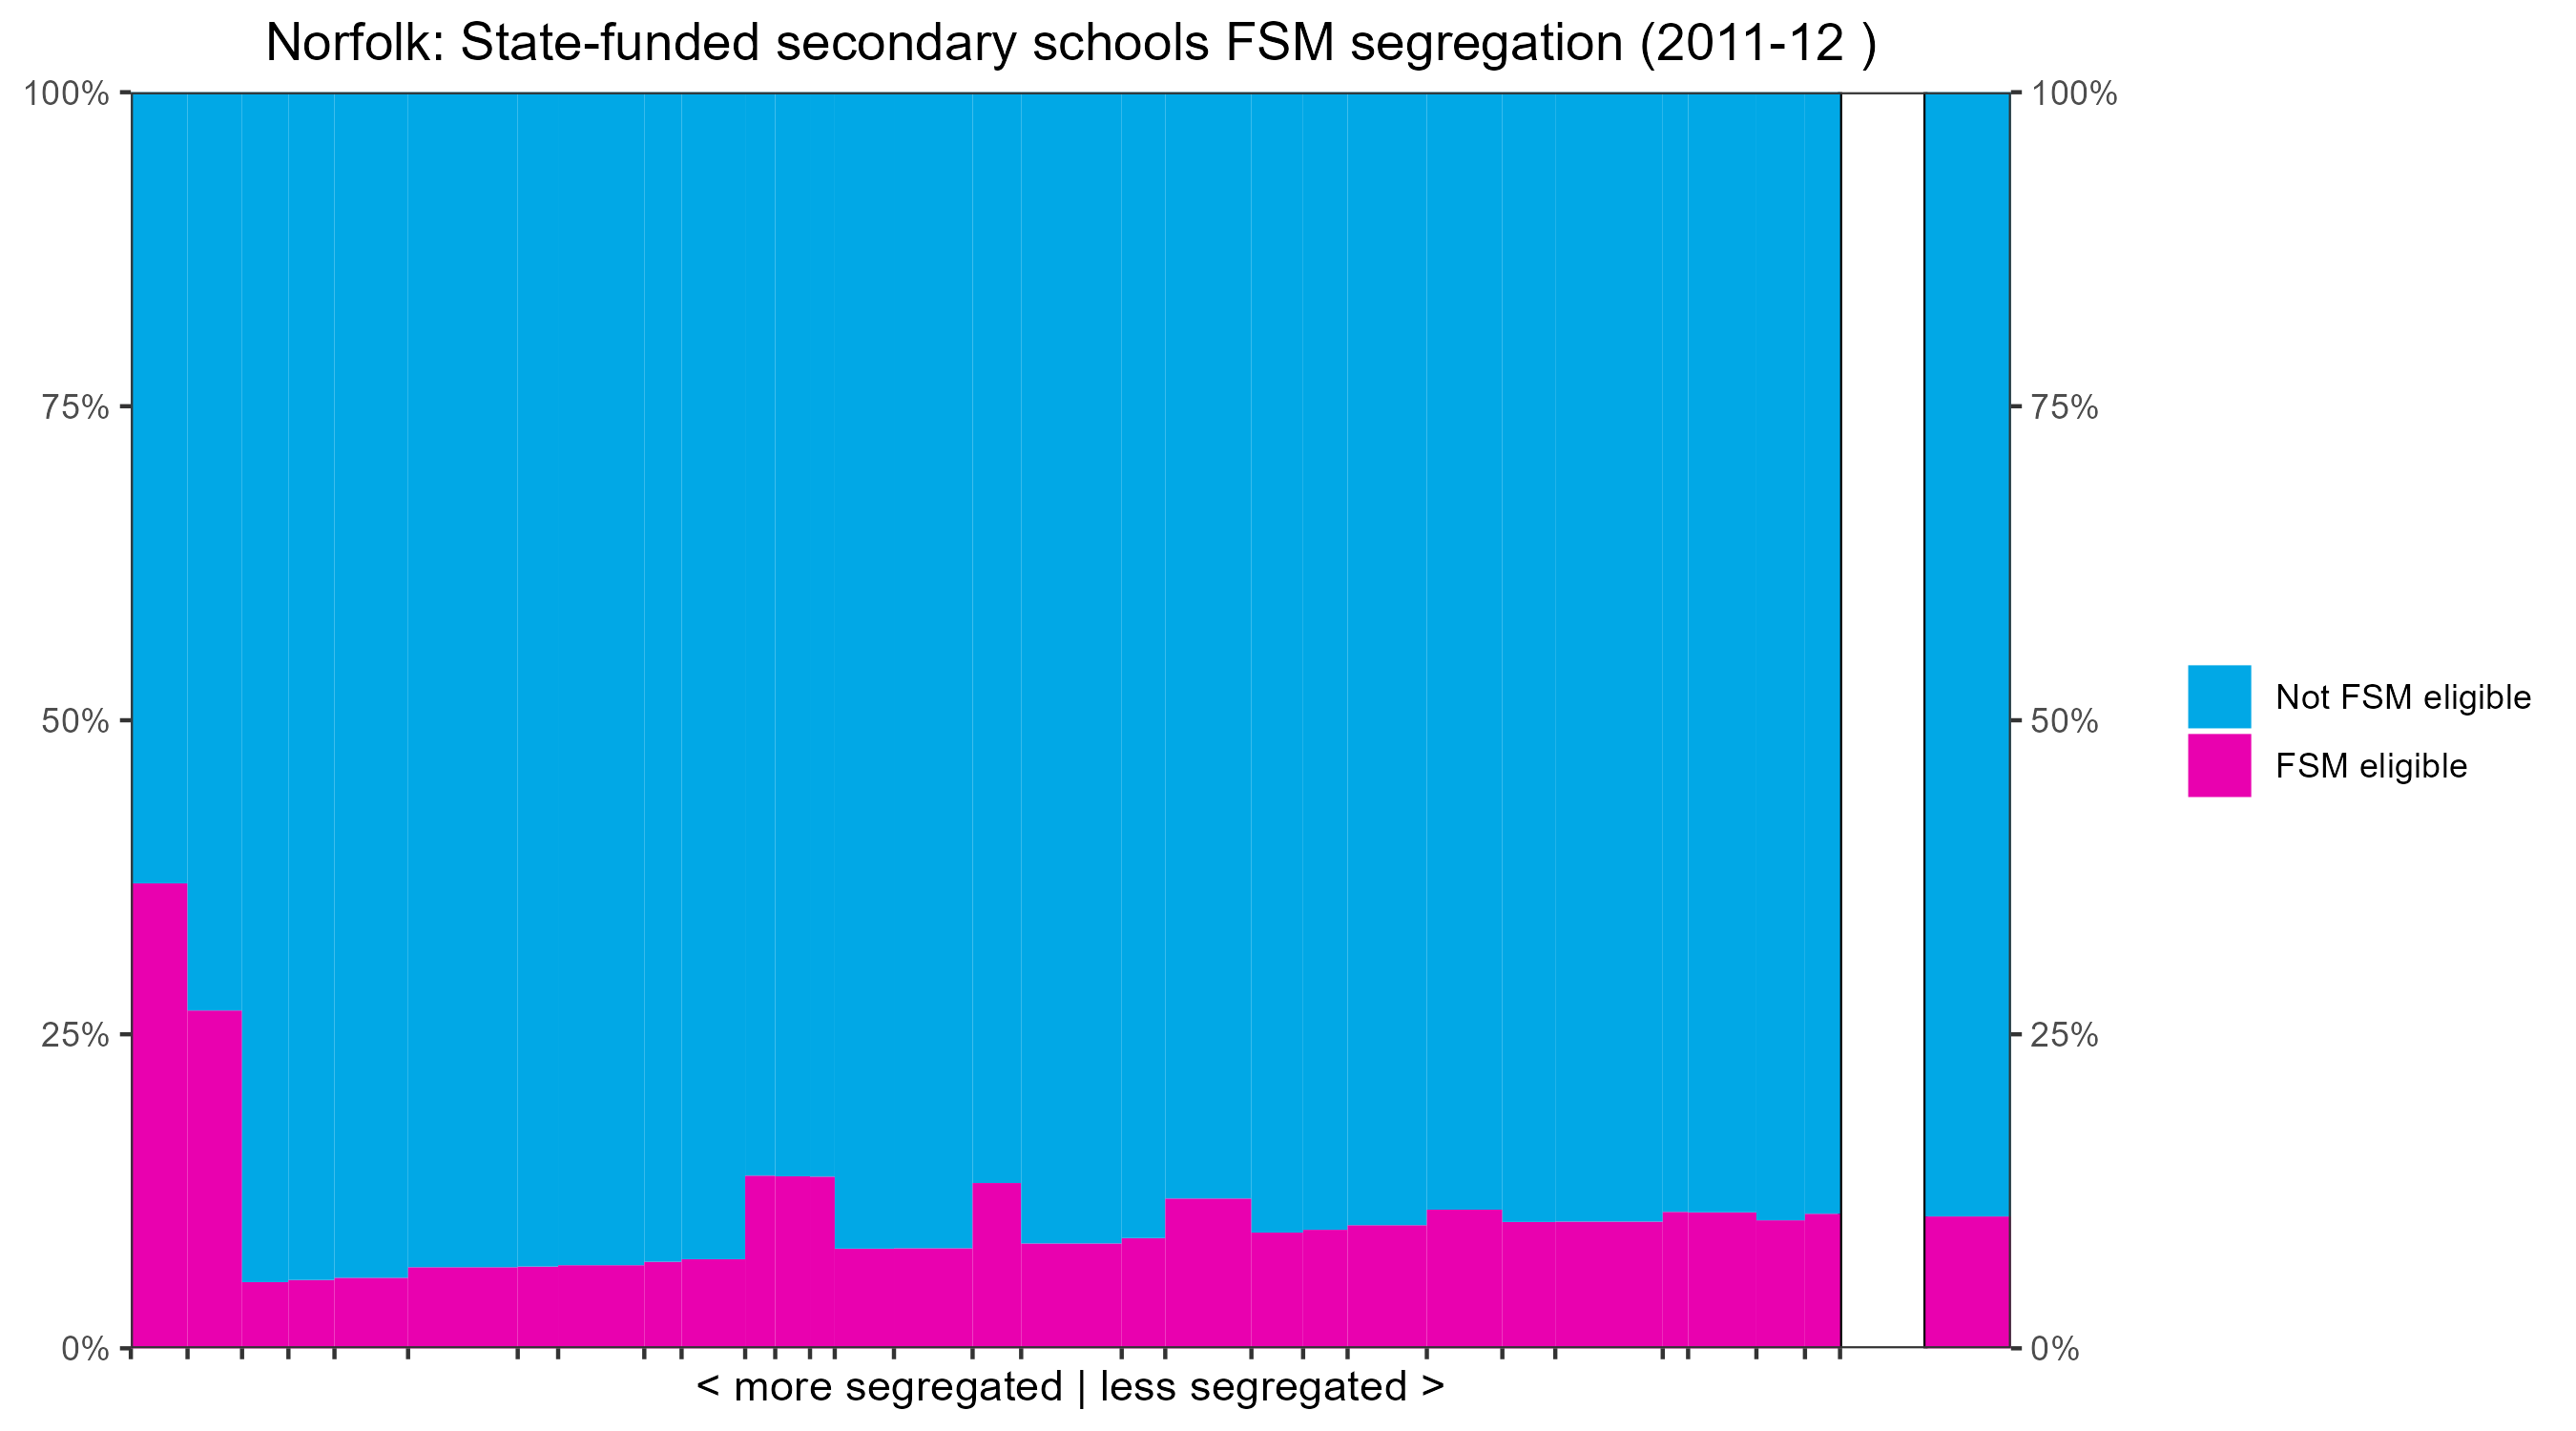 Norfolk: State-funded secondary schools FSM segregation (2011-12 )
100%
75%
50%
25%
0%
100%
75%
50%
25%
0%
Not FSM eligible
FSM eligible
< more segregated | less segregated >